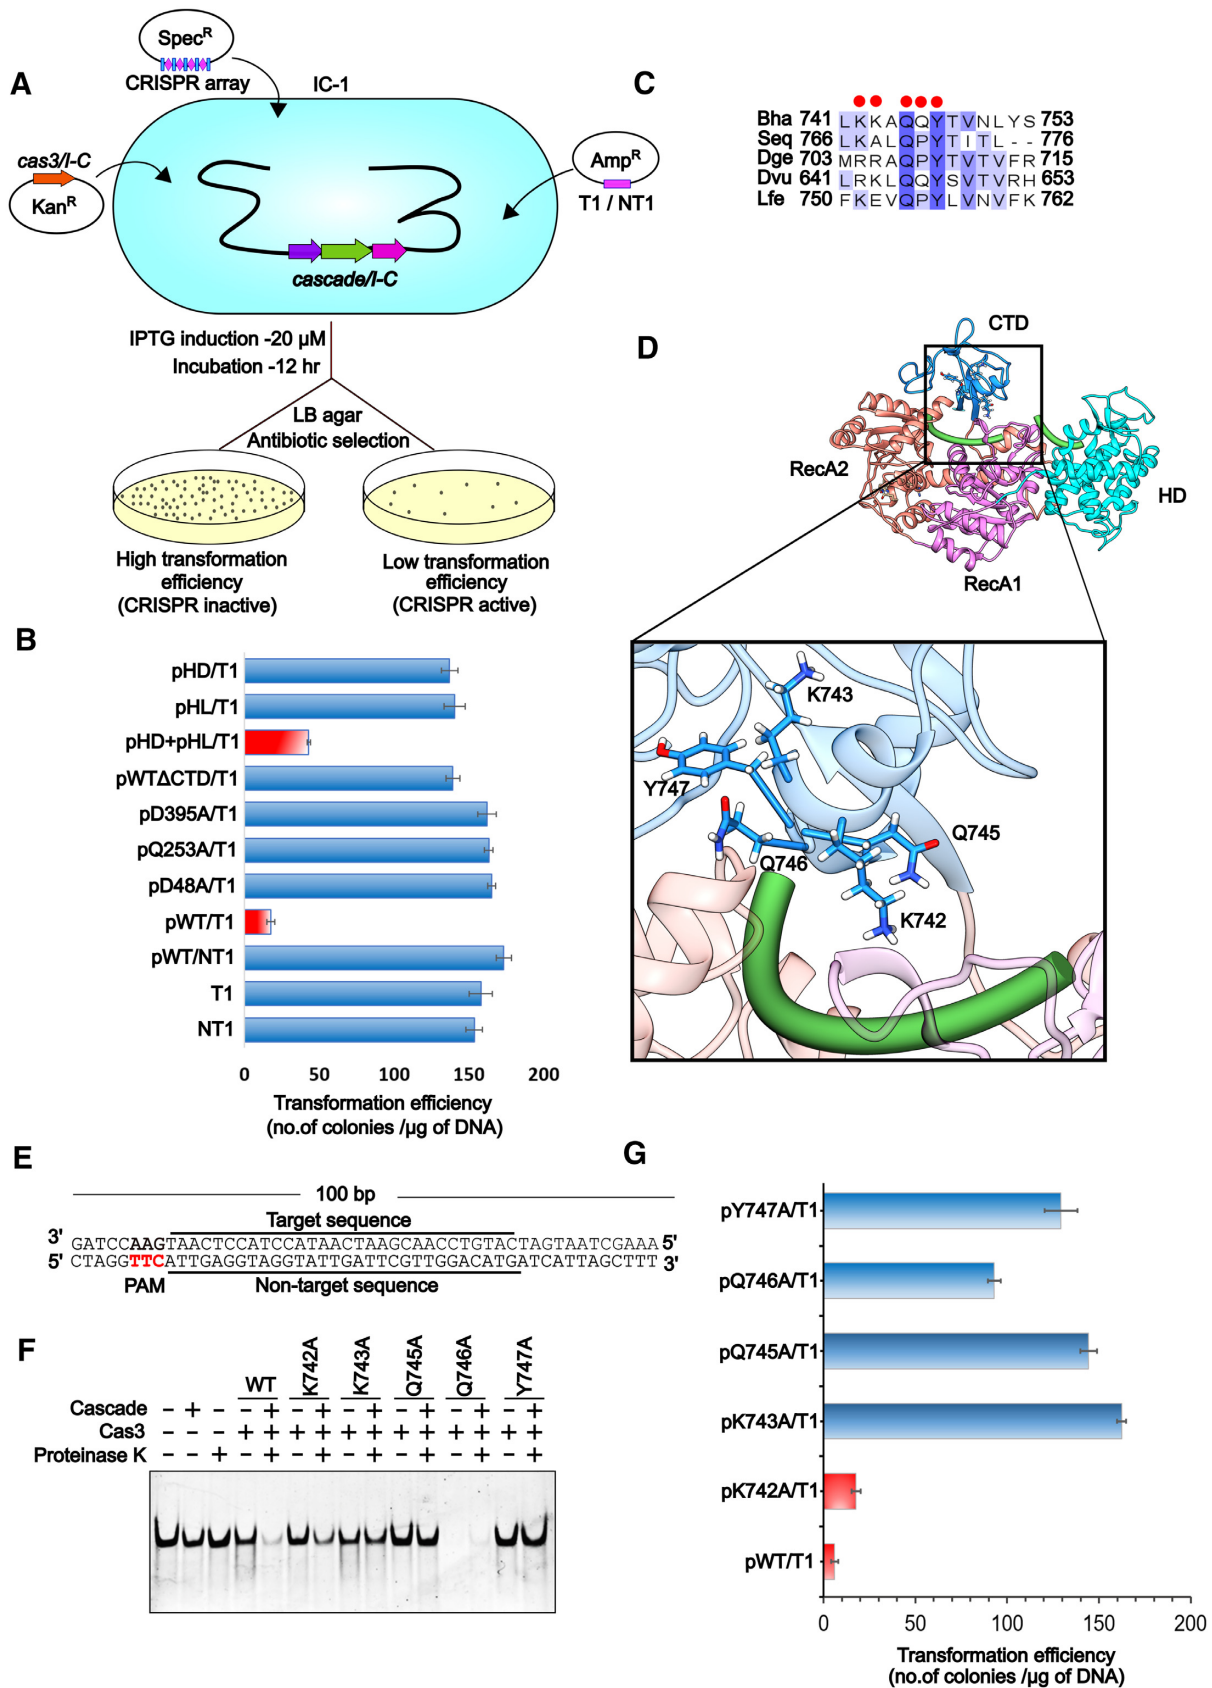 A
Spec^R
CRISPR array
IC-1
cas3/I-C
Kan^R
Amp^R
T1 / NT1
cascade/I-C
IPTG induction -20 µM
Incubation -12 hr
LB agar
Antibiotic selection
High transformation
efficiency
(CRISPR inactive)
Low transformation
efficiency
(CRISPR active)
B
pHD/T1
pHL/T1
pHD+pHL/T1
pWTΔCTD/T1
pD395A/T1
pQ253A/T1
pD48A/T1
pWT/T1
pWT/NT1
T1
NT1
0 50 100 150 200
Transformation efficiency
(no.of colonies /µg of DNA)
C
Bha 741 LKKAQQYTVNLYS 753
Seq 766 LKALQPYTITL-- 776
Dge 703 MRRAQPYTVTVFR 715
Dvu 641 LRKLQQYSVTVRH 653
Lfe 750 FKEVQPYLVNVFK 762
D
CTD
RecA2
HD
RecA1
K743
Y747
Q745
Q746
K742
E
100 bp
Target sequence
3' GATCCAAGTAACTCCATCCATAACTAAGCAACCTGTACTAGTAATCGAAA 5'
5' CTAGGTTCATTGAGGTAGGTATTGATTCGTTGGACATGATCATTAGCTTT 3'
PAM
Non-target sequence
F
WT K742A K743A Q745A Q746A Y747A
Cascade - + - - + - + - + - + - + - +
Cas3 - - - + + + + + + + + + + + +
Proteinase K - - + - + - + - + - + - + - +
G
pY747A/T1
pQ746A/T1
pQ745A/T1
pK743A/T1
pK742A/T1
pWT/T1
0 50 100 150 200
Transformation efficiency
(no.of colonies /µg of DNA)